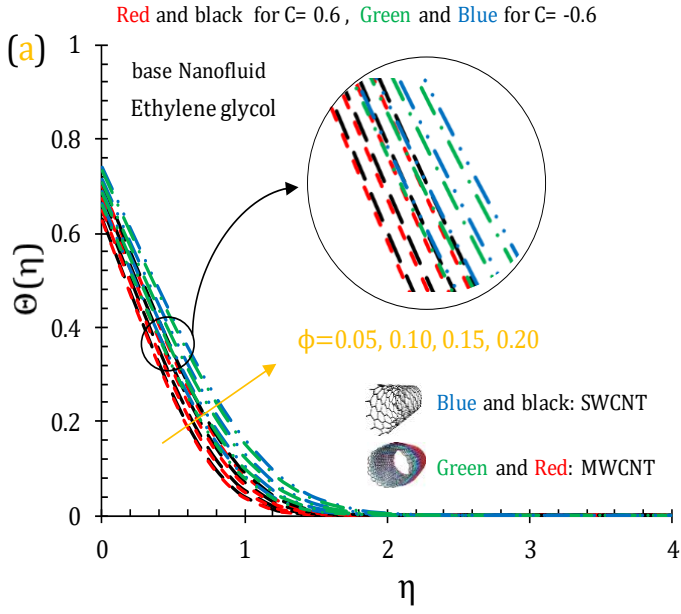 Red and black for C= 0.6 , Green and Blue for C= -0.6
(a)
base Nanofluid
Ethylene glycol
Θ(η)
1
0.8
0.6
0.4
0.2
0
ϕ=0.05, 0.10, 0.15, 0.20
Blue and black: SWCNT
Green and Red: MWCNT
0 1 2 3 4
η